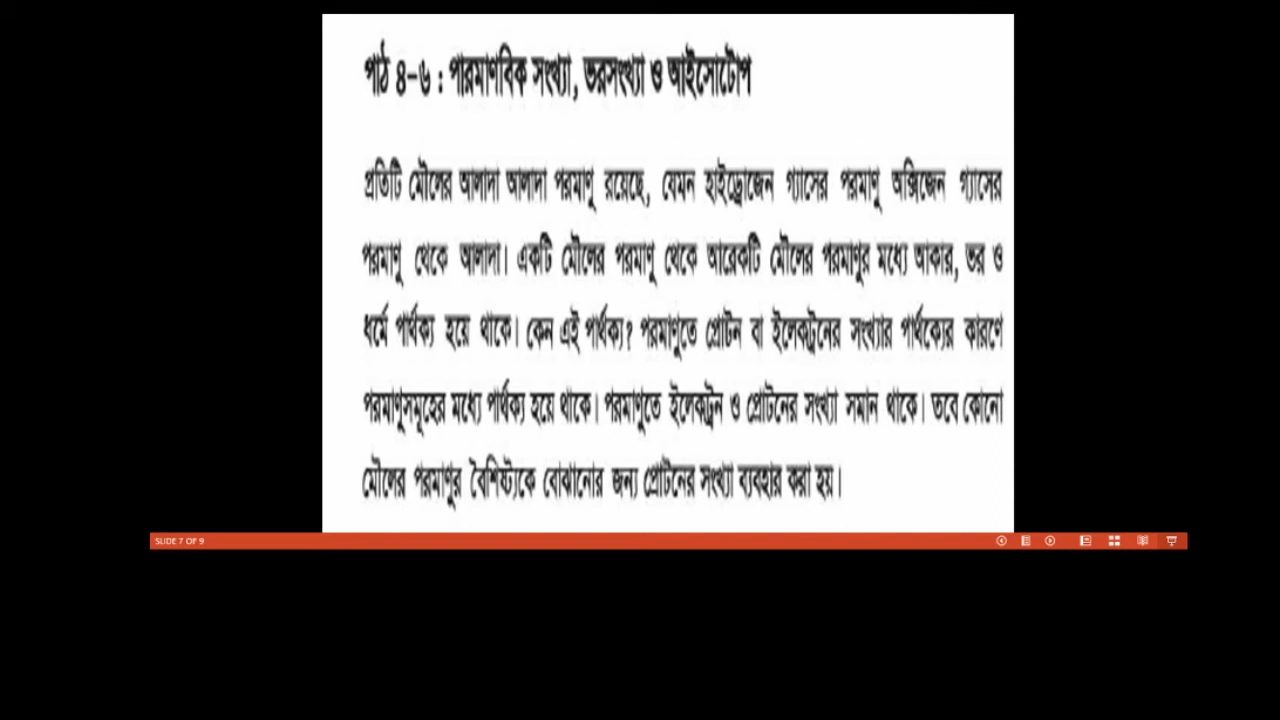 পাঠ ৪-৬ : পারমাণবিক সংখ্যা, ভরসংখ্যা ও আইসোটোপ
প্রতিটি মৌলের আলাদা আলাদা পরমাণু রয়েছে, যেমন হাইড্রোজেন গ্যাসের পরমাণু অক্সিজেন গ্যাসের
পরমাণু থেকে আলাদা। একটি মৌলের পরমাণু থেকে আরেকটি মৌলের পরমাণুর মধ্যে আকার, ভর ও
ধর্মে পার্থক্য হয়ে থাকে। কেন এই পার্থক্য? পরমাণুতে প্রোটন বা ইলেকট্রনের সংখ্যার পার্থক্যের কারণে
পরমাণুসমূহের মধ্যে পার্থক্য হয়ে থাকে। পরমাণুতে ইলেকট্রন ও প্রোটনের সংখ্যা সমান থাকে। তবে কোনো
মৌলের পরমাণুর বৈশিষ্ট্যকে বোঝানোর জন্য প্রোটনের সংখ্যা ব্যবহার করা হয়।
SLIDE 7 OF 9